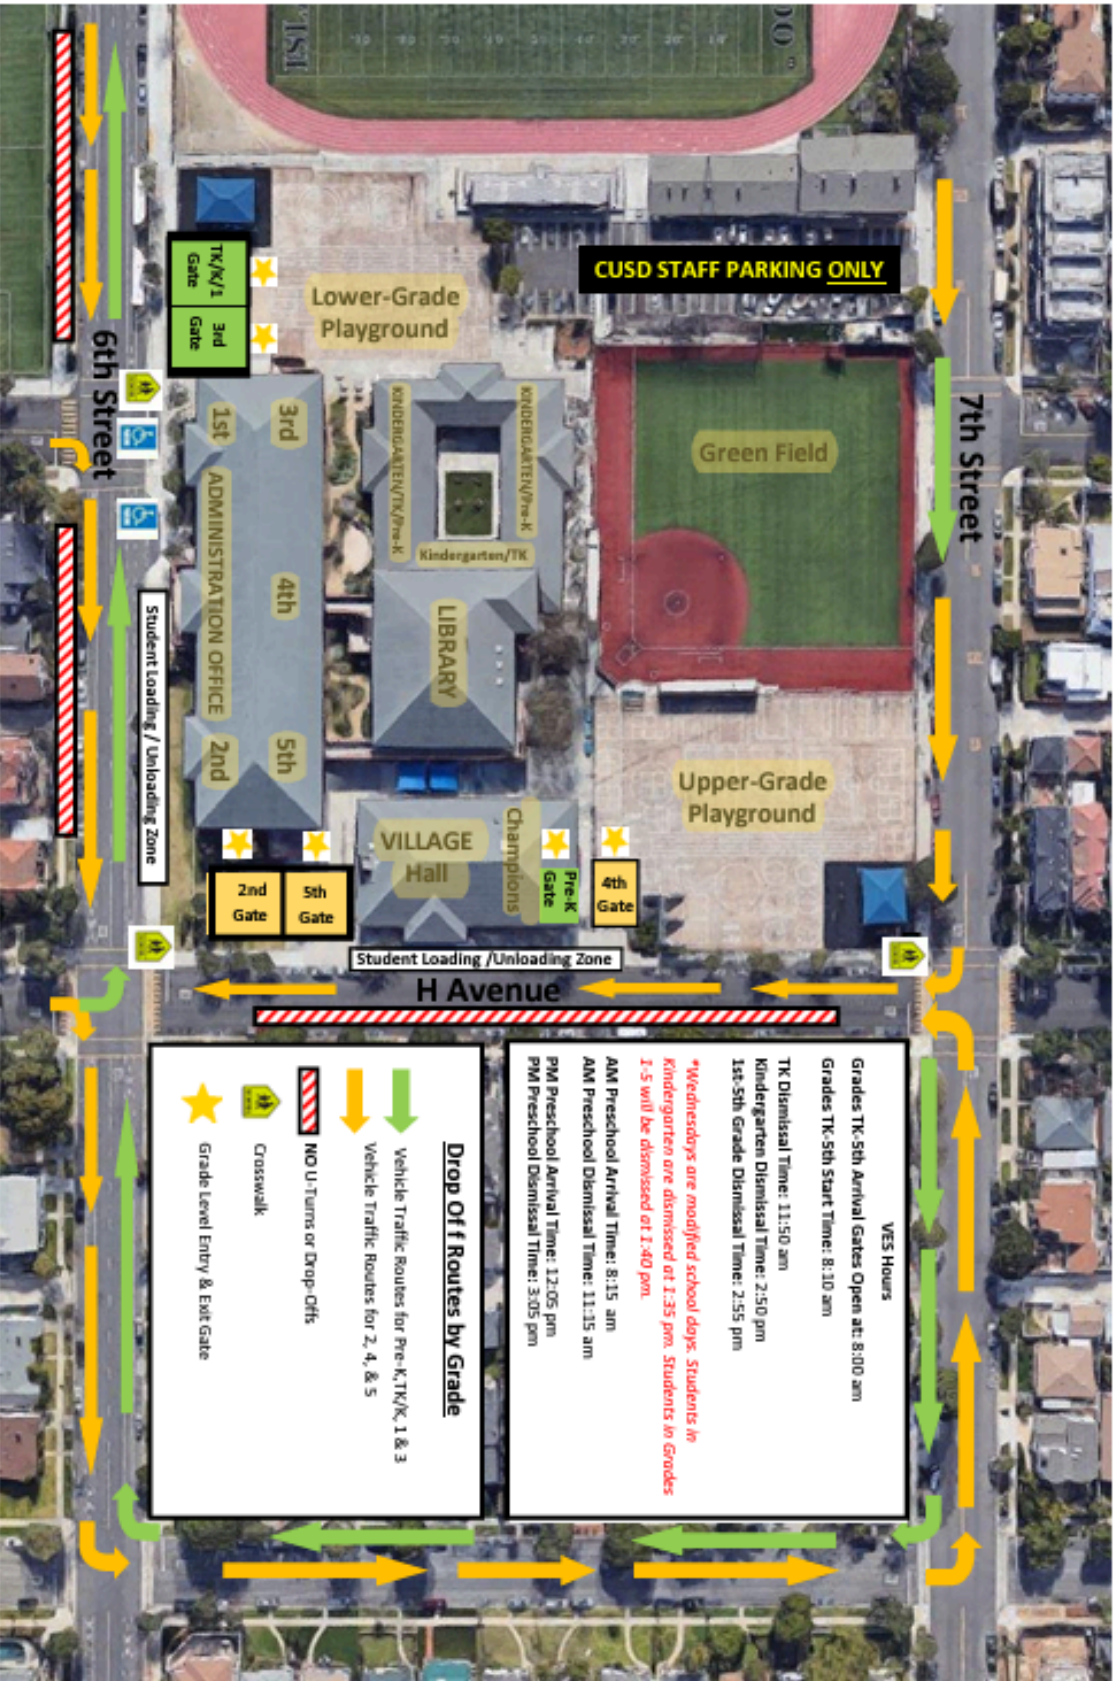 CUSD STAFF PARKING ONLY
7th Street
6th Street
H Avenue
TK/K/1
Gate
3rd
Gate
Lower-Grade
Playground
Green Field
Upper-Grade
Playground
3rd
1st
ADMINISTRATION OFFICE
4th
5th
2nd
KINDERGARTEN/TK/Pre-K
KINDERGARTEN/Pre-K
Kindergarten/TK
LIBRARY
VILLAGE
Hall
Champions
Pre-K
Gate
4th
Gate
2nd
Gate
5th
Gate
Student Loading / Unloading Zone
Student Loading /Unloading Zone
VES Hours
Grades TK-5th Arrival Gates Open at: 8:00 am
Grades TK-5th Start Time: 8:10 am
TK Dismissal Time: 11:50 am
Kindergarten Dismissal Time: 2:50 pm
1st-5th Grade Dismissal Time: 2:55 pm
*Wednesdays are modified school days. Students in
Kindergarten are dismissed at 1:35 pm. Students in Grades
1-5 will be dismissed at 1:40 pm.
AM Preschool Arrival Time: 8:15 am
AM Preschool Dismissal Time: 11:15 am
PM Preschool Arrival Time: 12:05 pm
PM Preschool Dismissal Time: 3:05 pm
Drop Off Routes by Grade
Vehicle Traffic Routes for Pre-K,TK/K, 1 & 3
Vehicle Traffic Routes for 2, 4, & 5
NO U-Turns or Drop-Offs
Crosswalk
Grade Level Entry & Exit Gate